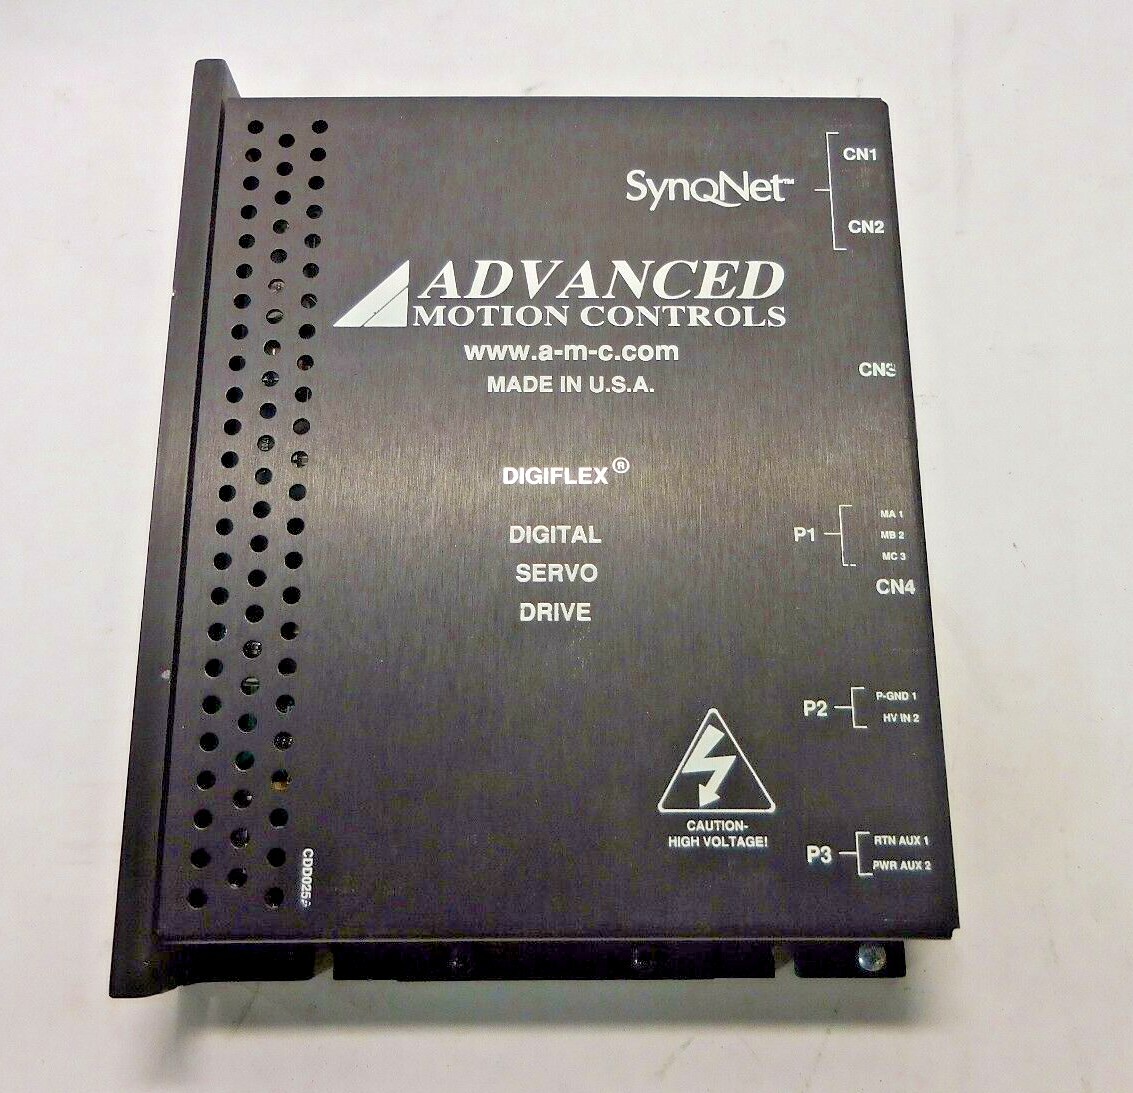 SynQNet™
CN1
CN2
ADVANCED
MOTION CONTROLS
www.a-m-c.com
MADE IN U.S.A.
CN3
DIGIFLEX®
DIGITAL
SERVO
DRIVE
P1
MA 1
MB 2
MC 3
CN4
P2
P-GND 1
HV IN 2
CAUTION-
HIGH VOLTAGE!
P3
RTN AUX 1
PWR AUX 2